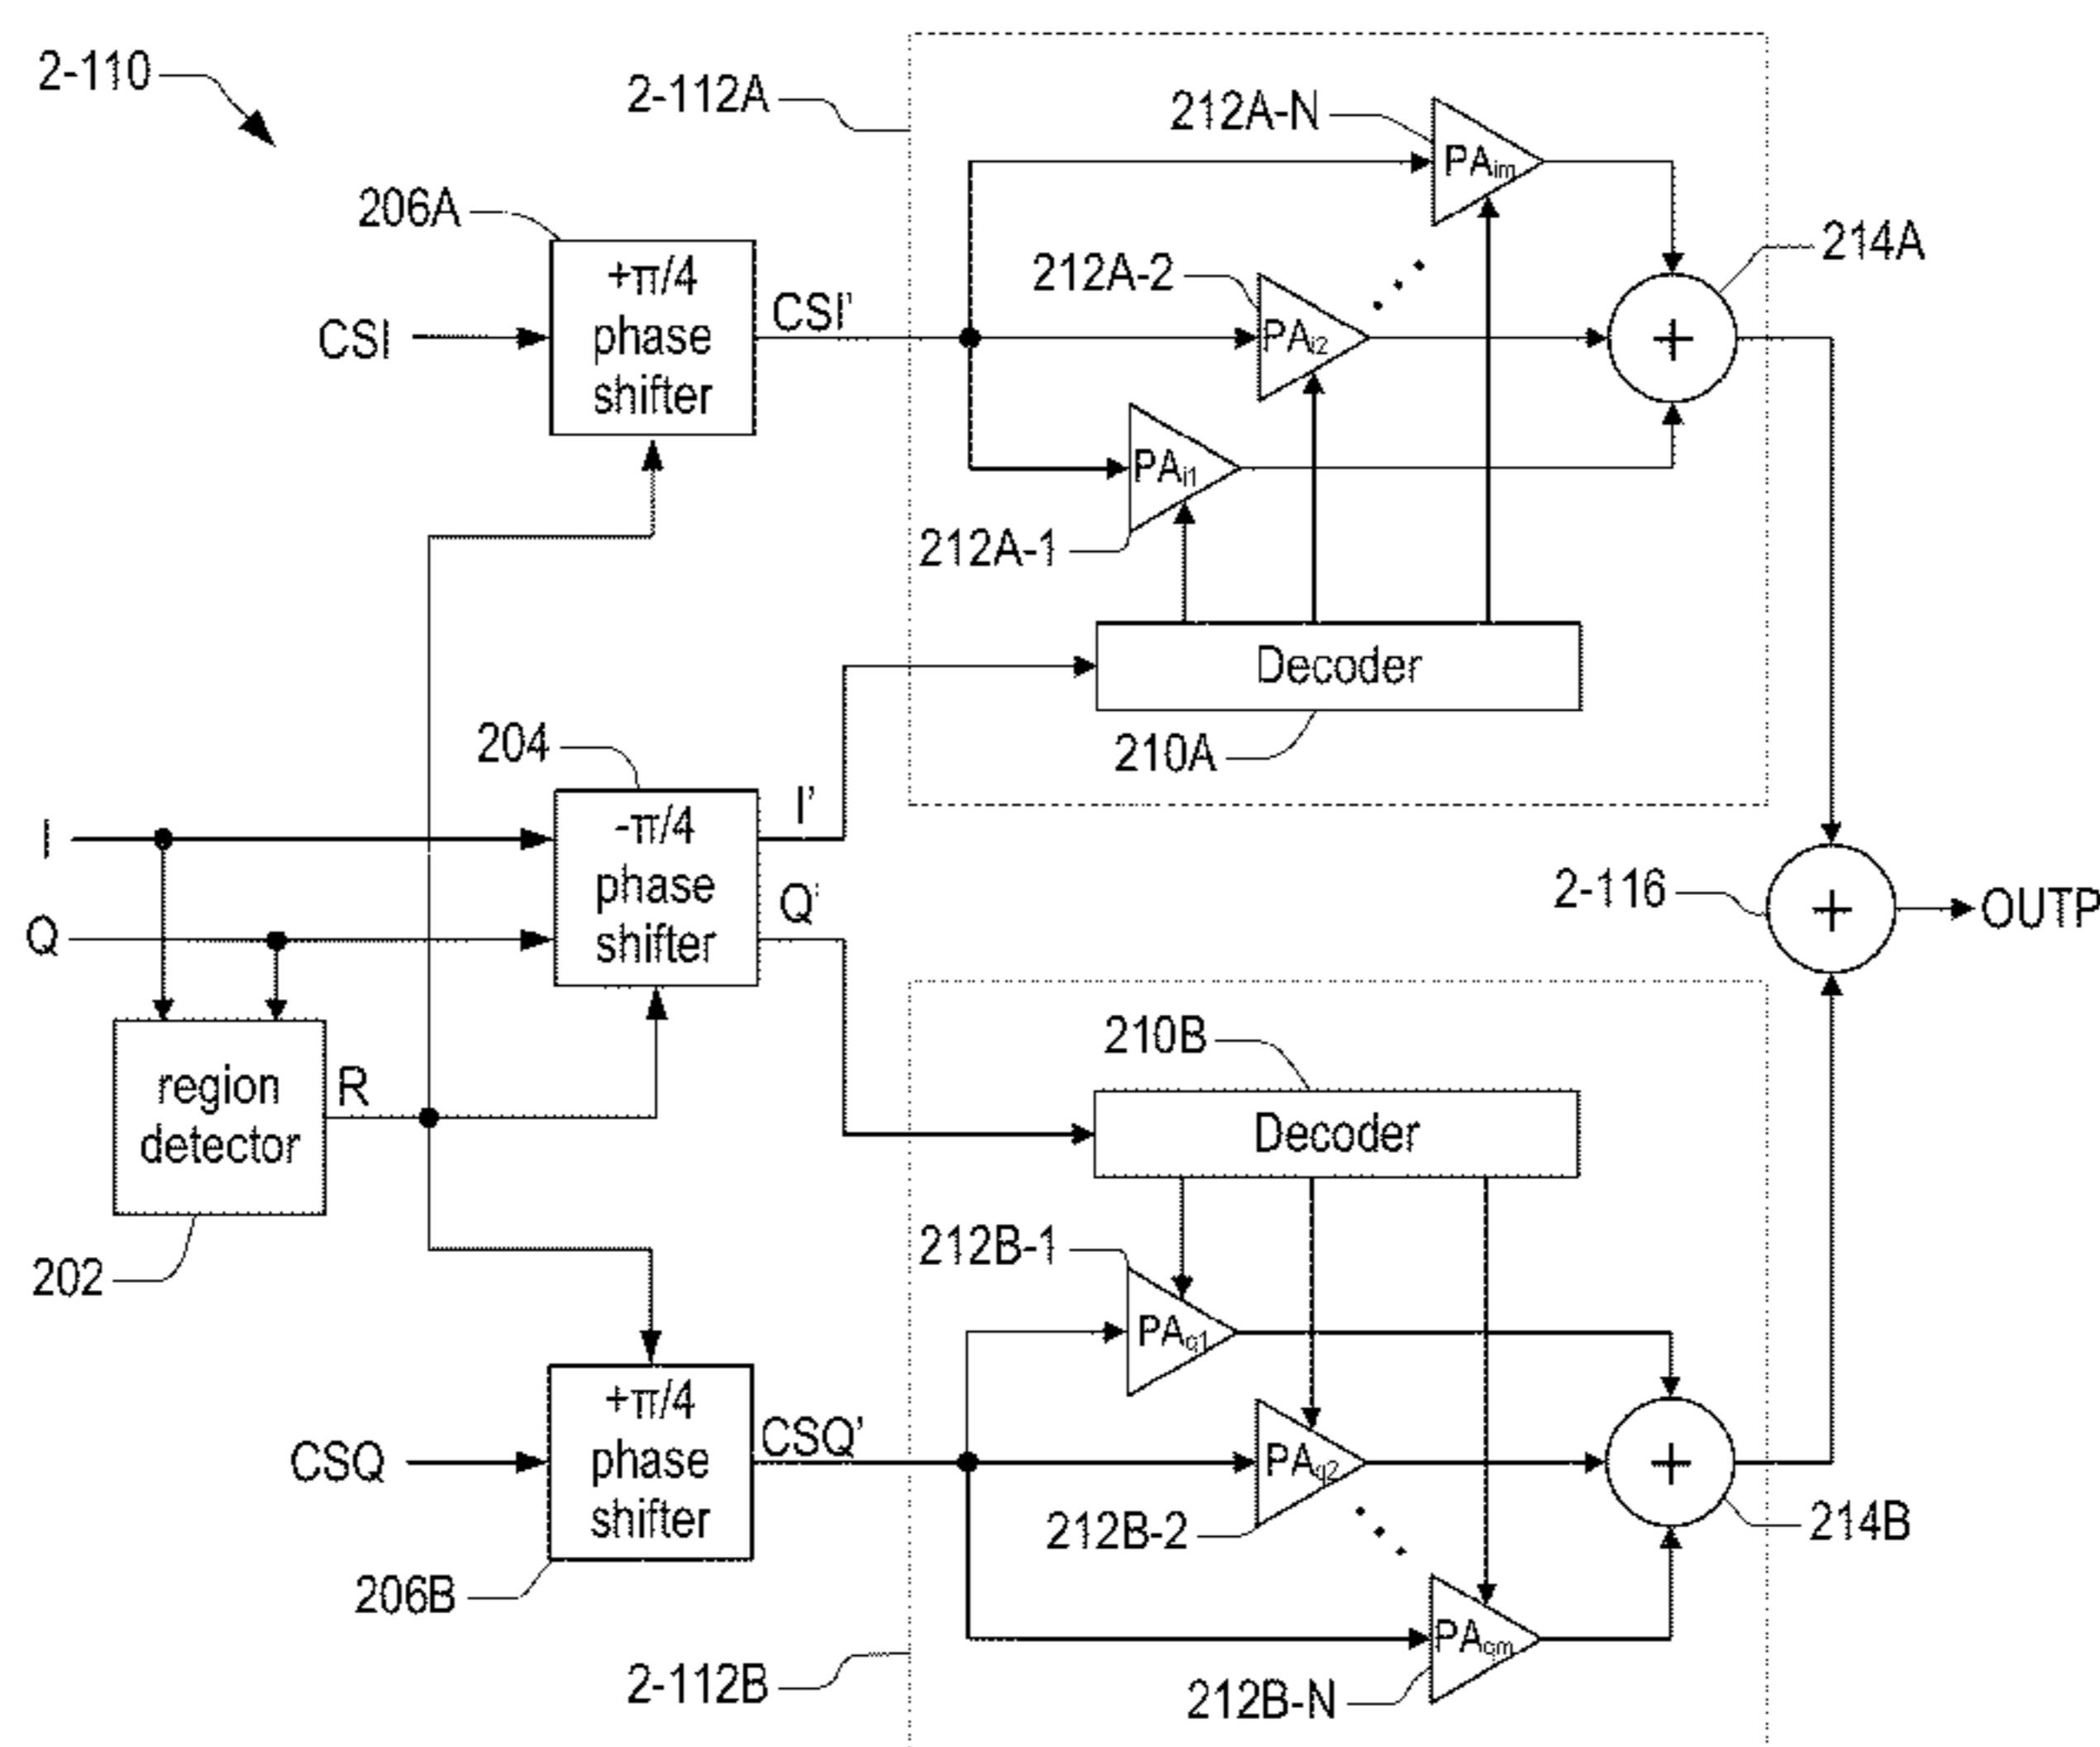 2-110
2-112A
212A-N
PAim
206A
+π/4
phase
shifter
CSI
CSI'
212A-2
PAi2
214A
+
PAi1
212A-1
Decoder
210A
204
-π/4
phase
shifter
I
I'
Q
Q'
2-116
+
OUTP
region
detector
R
202
210B
Decoder
212B-1
PAq1
+π/4
phase
shifter
CSQ
CSQ'
206B
PAq2
212B-2
+
214B
PAqm
212B-N
2-112B